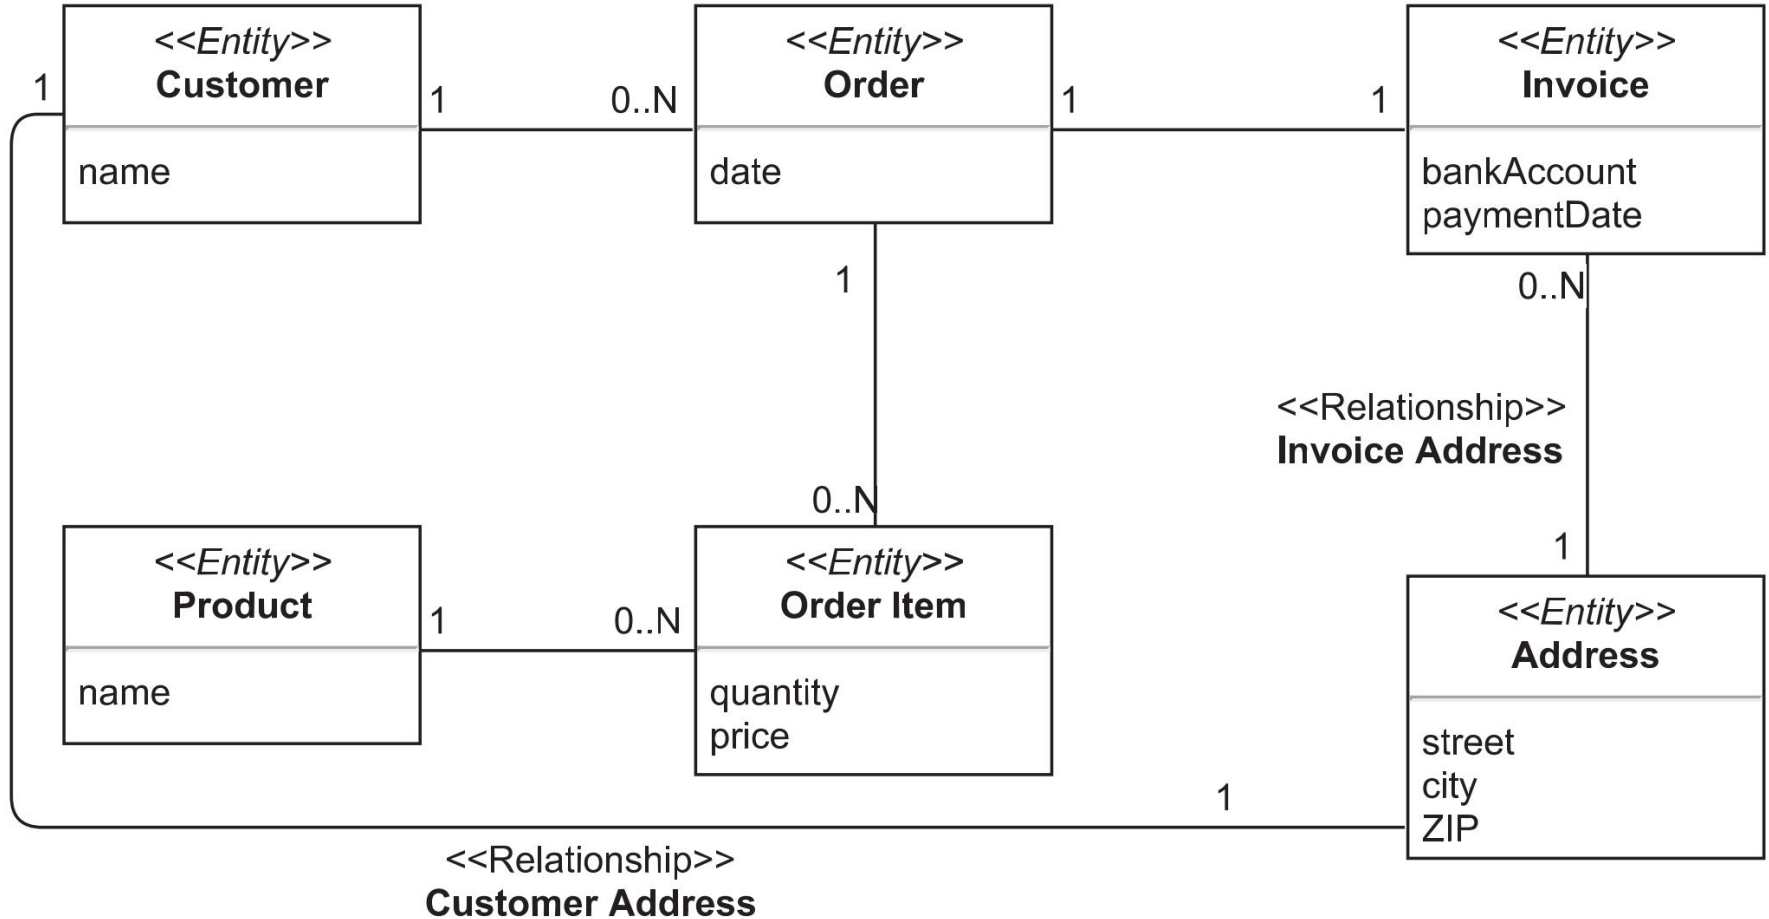 <<Entity>>
Customer
name
1
1
0..N
<<Entity>>
Order
date
1
1
<<Entity>>
Invoice
bankAccount
paymentDate
1
0..N
0..N
<<Relationship>>
Invoice Address
1
<<Entity>>
Product
name
1
0..N
<<Entity>>
Order Item
quantity
price
<<Entity>>
Address
street
city
ZIP
1
<<Relationship>>
Customer Address